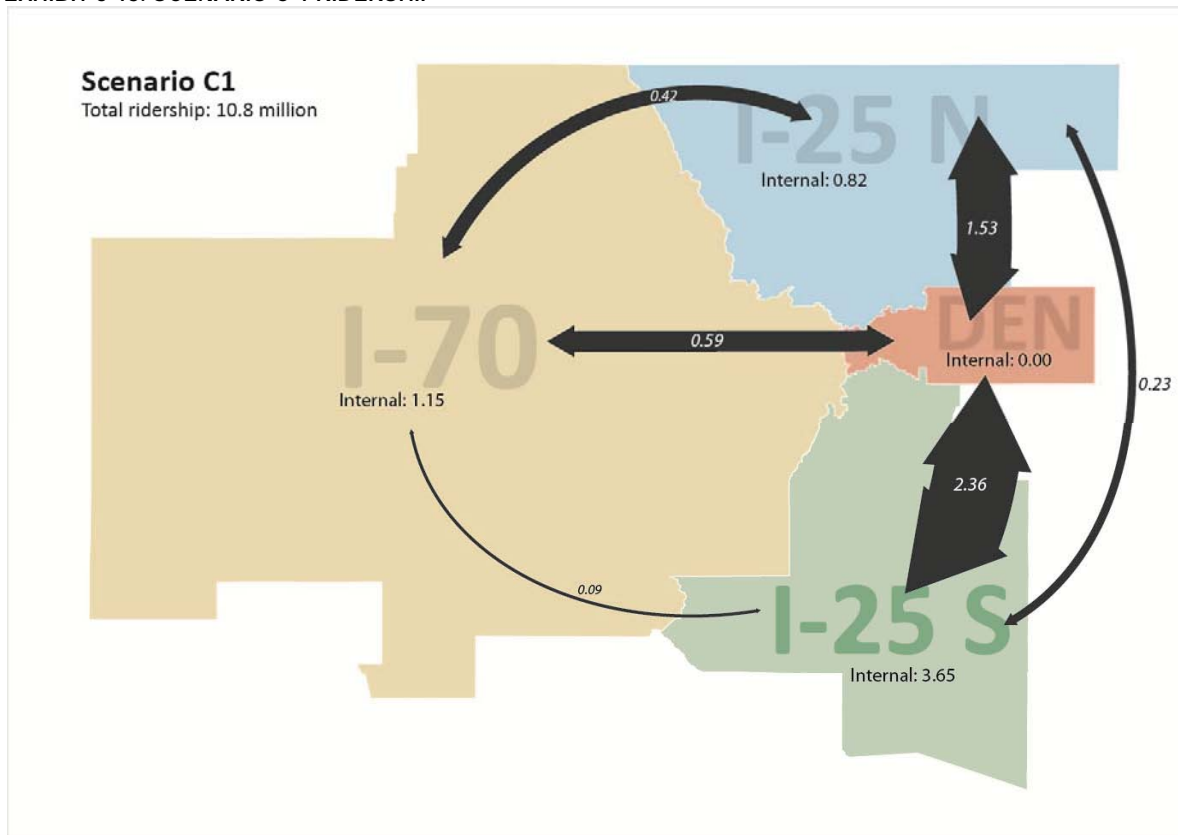 Scenario C1
Total ridership: 10.8 million
0.42
I-25 N
Internal: 0.82
1.53
I-70
0.59
DEN
Internal: 0.00
Internal: 1.15
0.23
2.36
0.09
I-25 S
Internal: 3.65